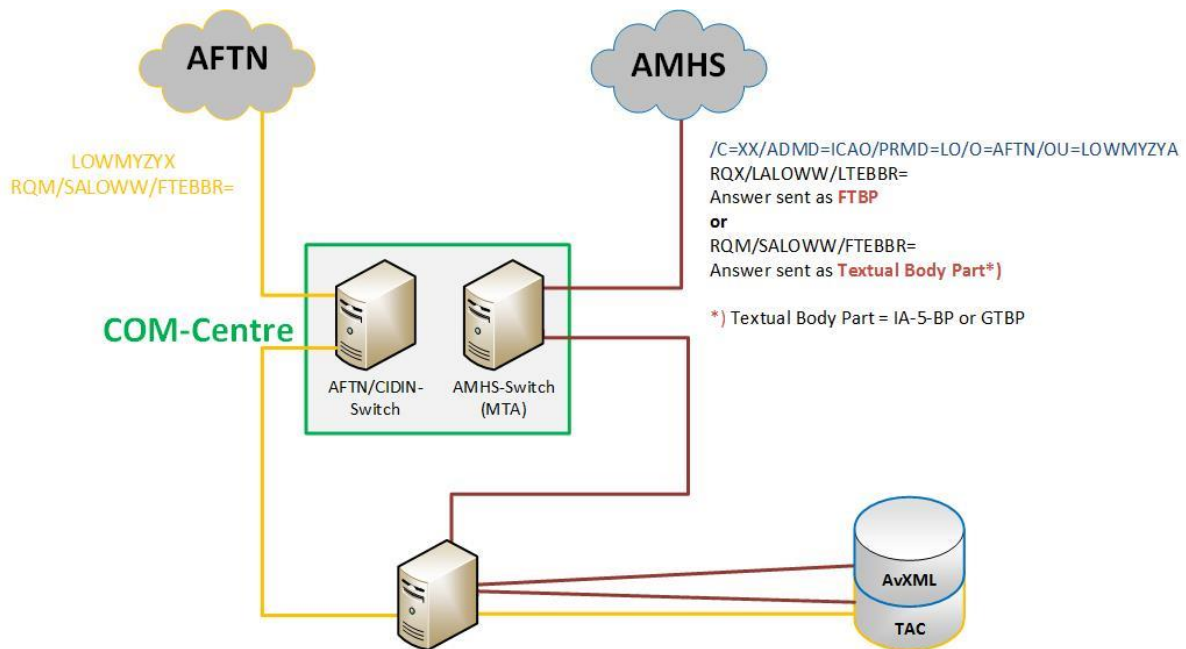 AFTN
AMHS
LOWMYZYX
RQM/SALOWW/FTEBBR=
/C=XX/ADMD=ICAO/PRMD=LO/O=AFTN/OU=LOWMYZYA
RQX/LALOWW/LTEBBR=
Answer sent as FTBP
or
RQM/SALOWW/FTEBBR=
Answer sent as Textual Body Part*)
*) Textual Body Part = IA-5-BP or GTBP
COM-Centre
AFTN/CIDIN-
Switch
AMHS-Switch
(MTA)
AvXML
TAC